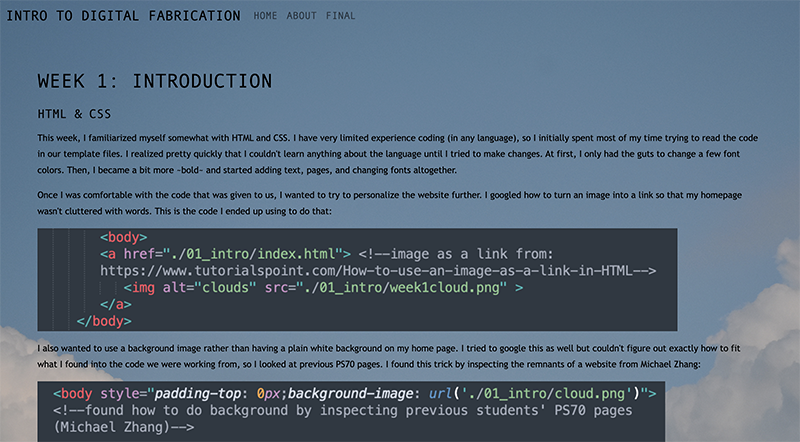 INTRO TO DIGITAL FABRICATION HOME ABOUT FINAL
WEEK 1: INTRODUCTION
HTML & CSS
This week, I familiarized myself somewhat with HTML and CSS. I have very limited experience coding (in any language), so I initially spent most of my time trying to read the code
in our template files. I realized pretty quickly that I couldn't learn anything about the language until I tried to make changes. At first, I only had the guts to change a few font
colors. Then, I became a bit more ~bold~ and started adding text, pages, and changing fonts altogether.
Once I was comfortable with the code that was given to us, I wanted to try to personalize the website further. I googled how to turn an image into a link so that my homepage
wasn't cluttered with words. This is the code I ended up using to do that:
<body>
<a href="./01_intro/index.html"> <!--image as a link from:
https://www.tutorialspoint.com/How-to-use-an-image-as-a-link-in-HTML-->
<img alt="clouds" src="./01_intro/week1cloud.png" >
</a>
</body>
I also wanted to use a background image rather than having a plain white background on my home page. I tried to google this as well but couldn't figure out exactly how to fit
what I found into the code we were working from, so I looked at previous PS70 pages. I found this trick by inspecting the remnants of a website from Michael Zhang:
<body style="padding-top: 0px;background-image: url('./01_intro/cloud.png')">
<!--found how to do background by inspecting previous students' PS70 pages
(Michael Zhang)-->